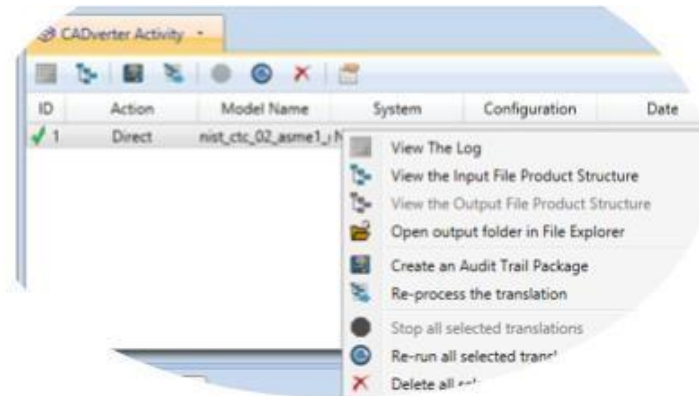 CADverter Activity
ID Action Model Name System Configuration Date
1 Direct nist_ctc_02_asme1_
View The Log
View the Input File Product Structure
View the Output File Product Structure
Open output folder in File Explorer
Create an Audit Trail Package
Re-process the translation
Stop all selected translations
Re-run all selected
Delete all